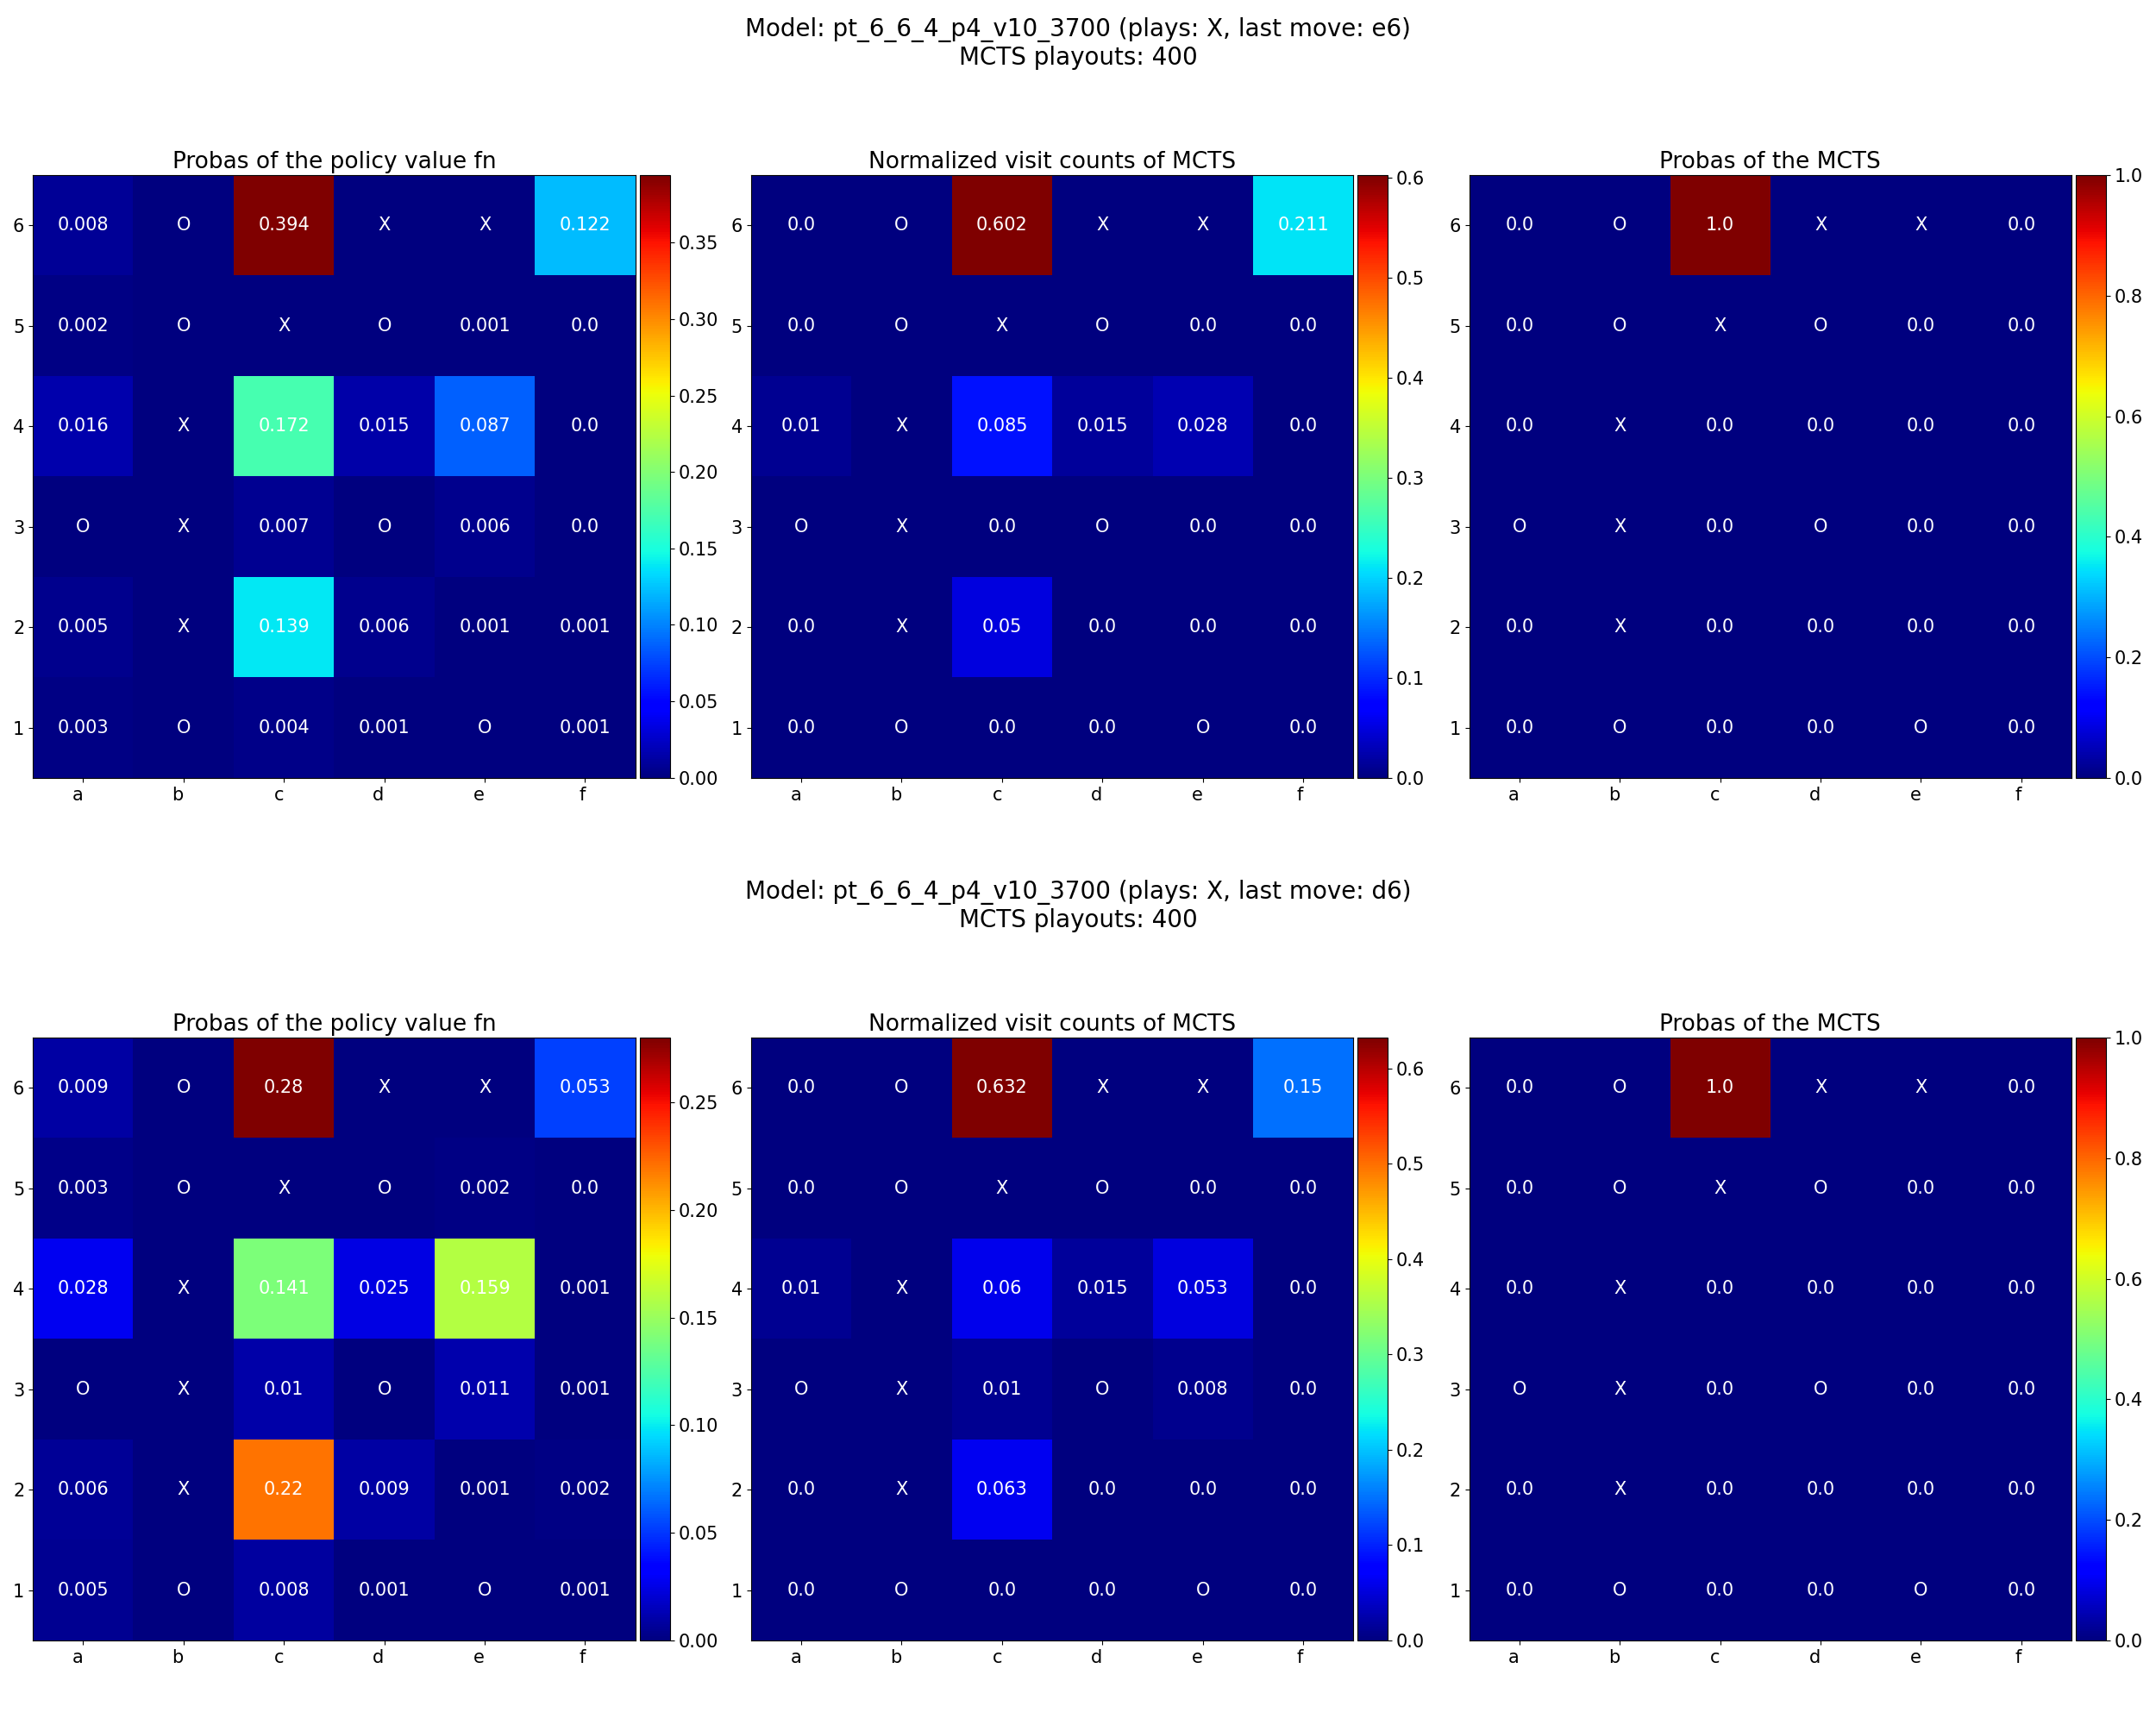 Model: pt_6_6_4_p4_v10_3700 (plays: X, last move: e6)
MCTS playouts: 400
Probas of the policy value fn
6 0.008 O 0.394 X X 0.122
5 0.002 O X O 0.001 0.0
4 0.016 X 0.172 0.015 0.087 0.0
3 O X 0.007 O 0.006 0.0
2 0.005 X 0.139 0.006 0.001 0.001
1 0.003 O 0.004 0.001 O 0.001
a b c d e f
0.35
0.30
0.25
0.20
0.15
0.10
0.05
0.00
Normalized visit counts of MCTS
6 0.0 O 0.602 X X 0.211
5 0.0 O X O 0.0 0.0
4 0.01 X 0.085 0.015 0.028 0.0
3 O X 0.0 O 0.0 0.0
2 0.0 X 0.05 0.0 0.0 0.0
1 0.0 O 0.0 0.0 O 0.0
a b c d e f
0.6
0.5
0.4
0.3
0.2
0.1
0.0
Probas of the MCTS
6 0.0 O 1.0 X X 0.0
5 0.0 O X O 0.0 0.0
4 0.0 X 0.0 0.0 0.0 0.0
3 O X 0.0 O 0.0 0.0
2 0.0 X 0.0 0.0 0.0 0.0
1 0.0 O 0.0 0.0 O 0.0
a b c d e f
1.0
0.8
0.6
0.4
0.2
0.0
Model: pt_6_6_4_p4_v10_3700 (plays: X, last move: d6)
MCTS playouts: 400
Probas of the policy value fn
6 0.009 O 0.28 X X 0.053
5 0.003 O X O 0.002 0.0
4 0.028 X 0.141 0.025 0.159 0.001
3 O X 0.01 O 0.011 0.001
2 0.006 X 0.22 0.009 0.001 0.002
1 0.005 O 0.008 0.001 O 0.001
a b c d e f
0.25
0.20
0.15
0.10
0.05
0.00
Normalized visit counts of MCTS
6 0.0 O 0.632 X X 0.15
5 0.0 O X O 0.0 0.0
4 0.01 X 0.06 0.015 0.053 0.0
3 O X 0.01 O 0.008 0.0
2 0.0 X 0.063 0.0 0.0 0.0
1 0.0 O 0.0 0.0 O 0.0
a b c d e f
0.6
0.5
0.4
0.3
0.2
0.1
0.0
Probas of the MCTS
6 0.0 O 1.0 X X 0.0
5 0.0 O X O 0.0 0.0
4 0.0 X 0.0 0.0 0.0 0.0
3 O X 0.0 O 0.0 0.0
2 0.0 X 0.0 0.0 0.0 0.0
1 0.0 O 0.0 0.0 O 0.0
a b c d e f
1.0
0.8
0.6
0.4
0.2
0.0